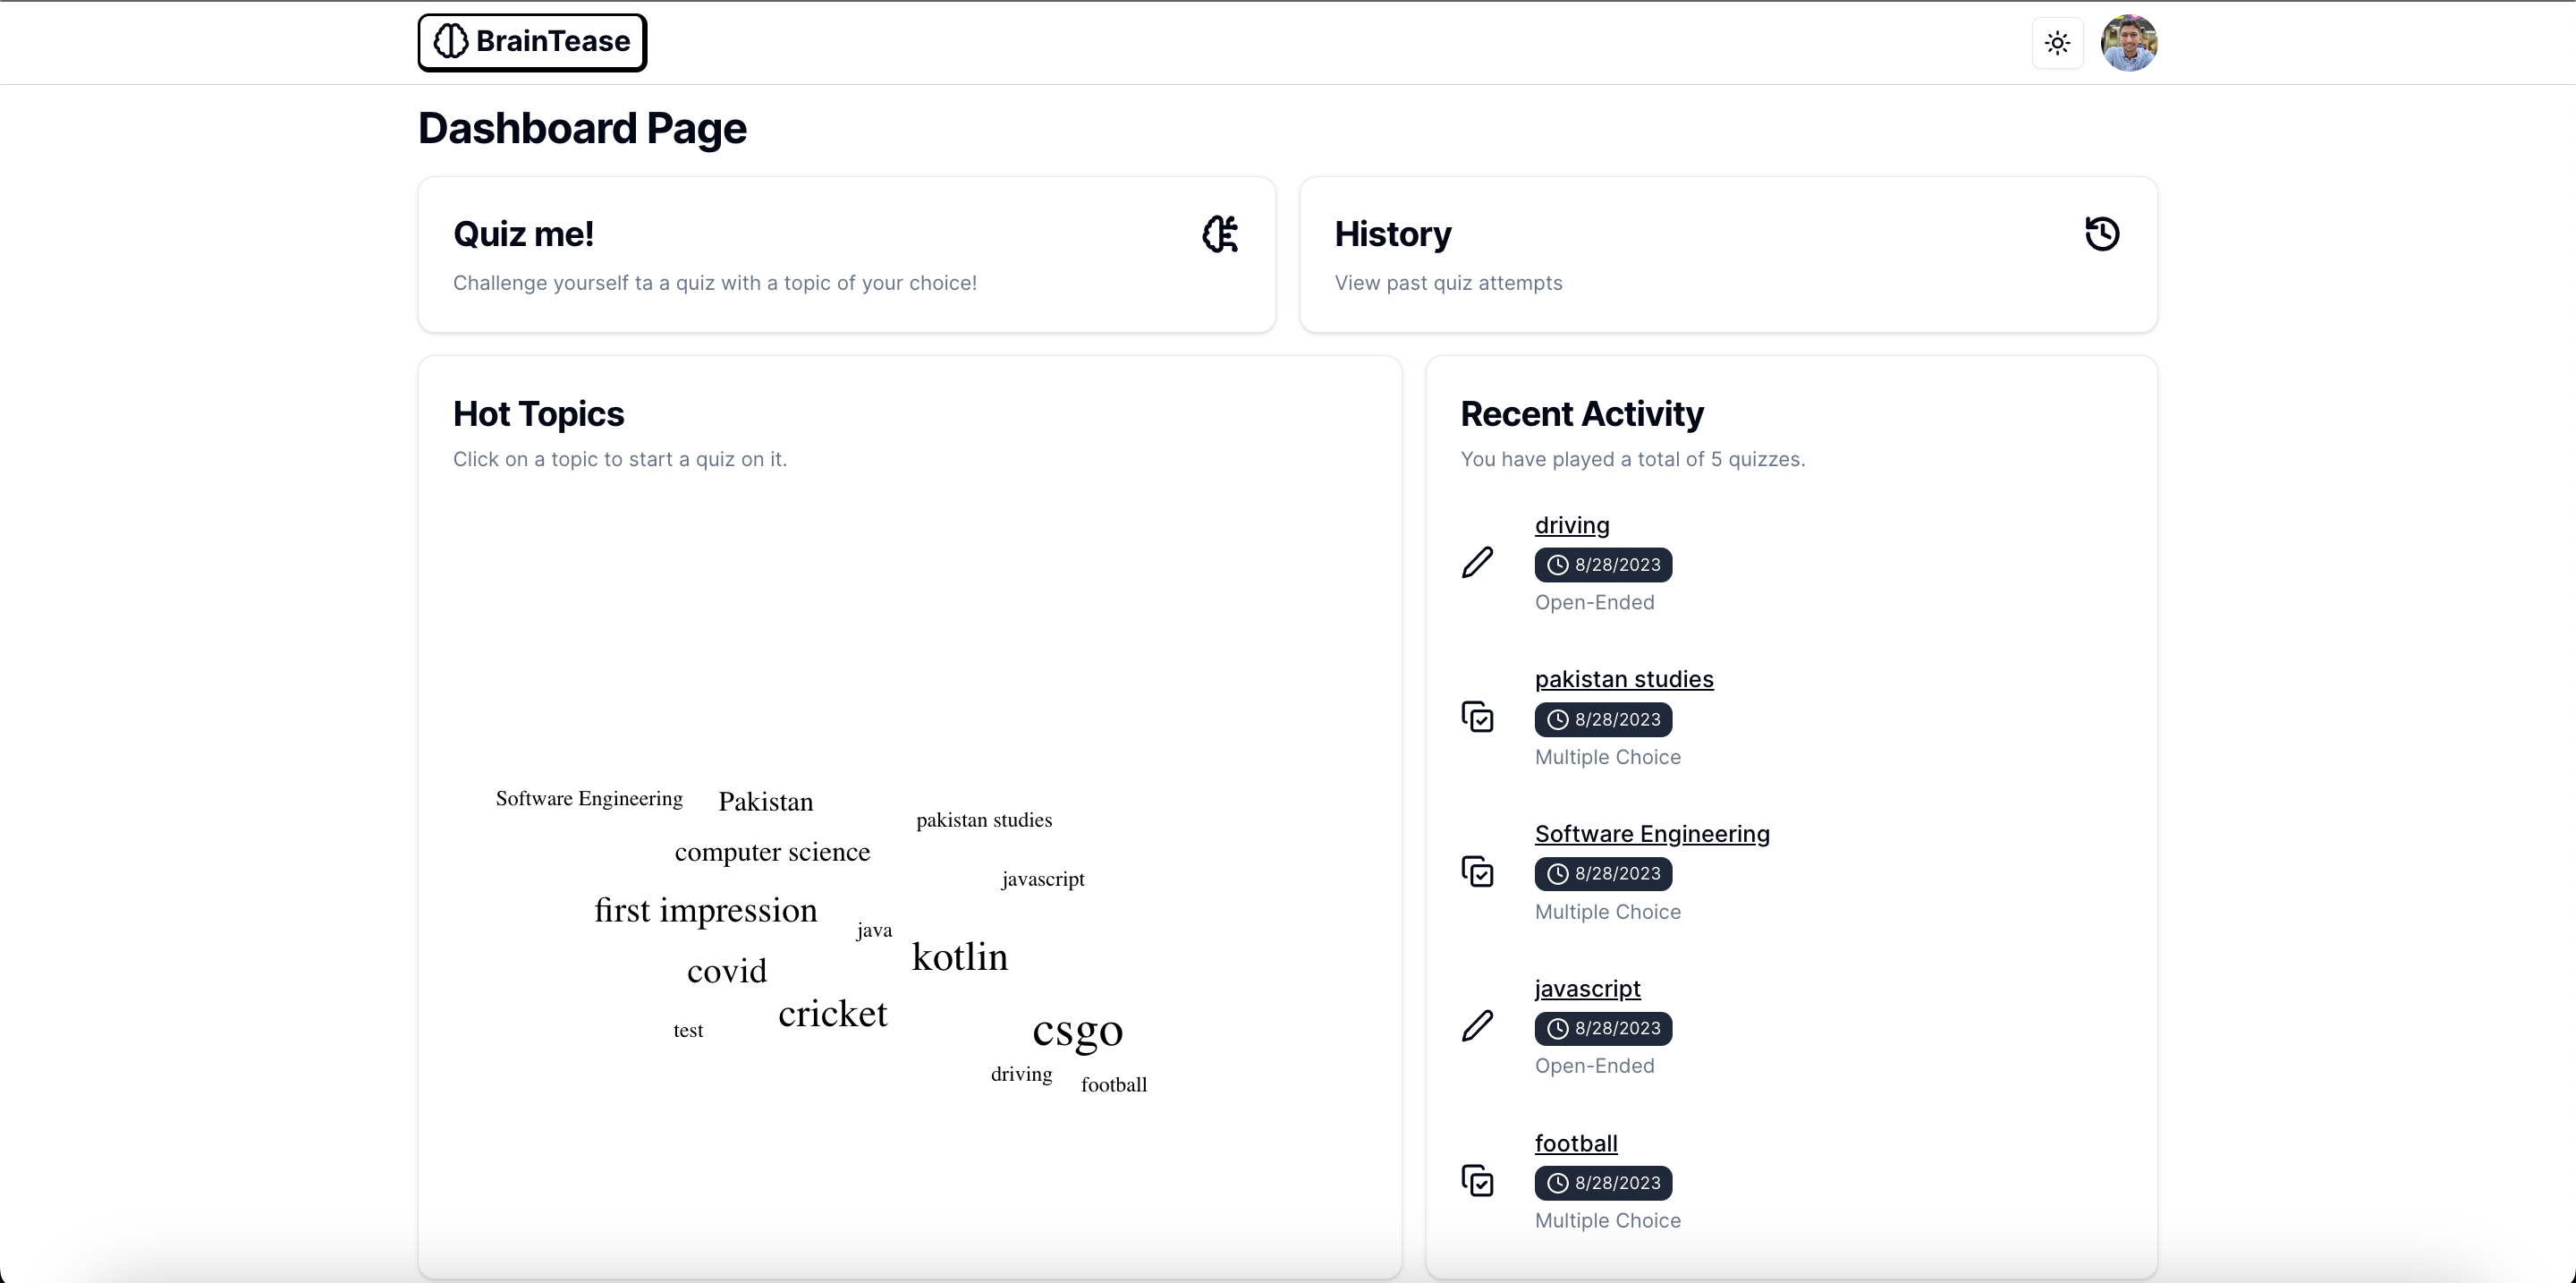 BrainTease
Dashboard Page
Quiz me!
Challenge yourself ta a quiz with a topic of your choice!
History
View past quiz attempts
Hot Topics
Click on a topic to start a quiz on it.
Software Engineering
Pakistan
pakistan studies
computer science
javascript
first impression
java
kotlin
covid
cricket
test
csgo
driving
football
Recent Activity
You have played a total of 5 quizzes.
driving
8/28/2023
Open-Ended
pakistan studies
8/28/2023
Multiple Choice
Software Engineering
8/28/2023
Multiple Choice
javascript
8/28/2023
Open-Ended
football
8/28/2023
Multiple Choice